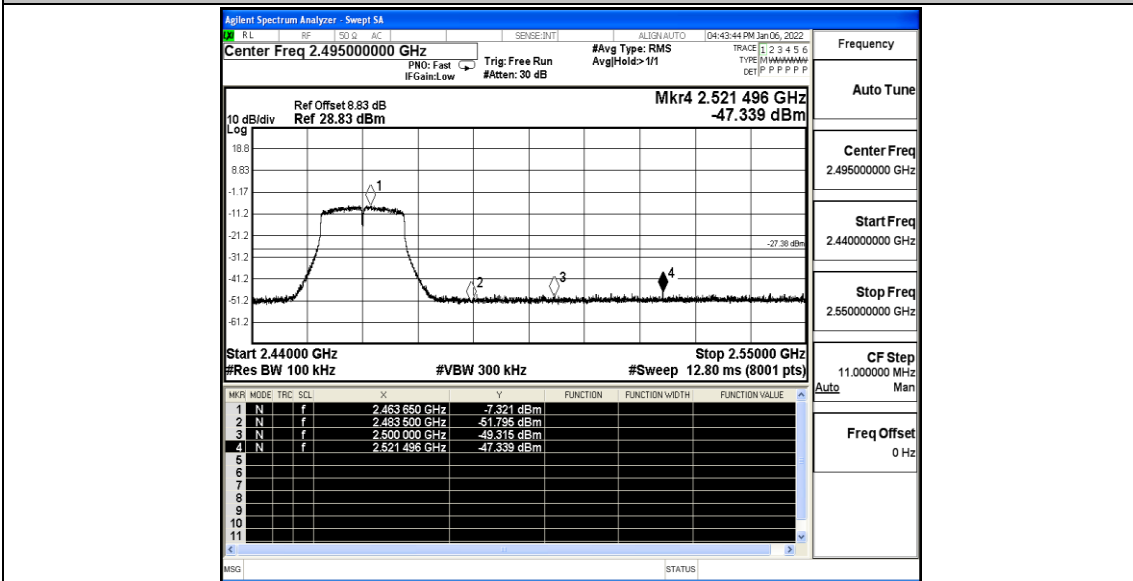 Agilent Spectrum Analyzer - Swept SA
RL RF 50 Ω AC SENSE:INT ALIGNAUTO 04:43:44 PM Jan 06, 2022
Center Freq 2.495000000 GHz
PNO: Fast
IFGain:Low
Trig: Free Run
#Atten: 30 dB
#Avg Type: RMS
Avg|Hold:>1/1
TRACE 1 2 3 4 5 6
TYPE M
DET P P P P P P
Ref Offset 8.83 dB
Ref 28.83 dBm
10 dB/div
Log
Mkr4 2.521 496 GHz
-47.339 dBm
18.8
8.83
-1.17
-11.2
-21.2
-31.2
-41.2
-51.2
-61.2
1
2
3
4
-27.38 dBm
Start 2.44000 GHz Stop 2.55000 GHz
#Res BW 100 kHz #VBW 300 kHz #Sweep 12.80 ms (8001 pts)
MKR MODE TRC SCL X Y FUNCTION FUNCTION WIDTH FUNCTION VALUE
1 N f 2.463 650 GHz -7.321 dBm
2 N f 2.483 500 GHz -51.795 dBm
3 N f 2.500 000 GHz -49.315 dBm
4 N f 2.521 496 GHz -47.339 dBm
5
6
7
8
9
10
11
MSG STATUS
Frequency
Auto Tune
Center Freq
2.495000000 GHz
Start Freq
2.440000000 GHz
Stop Freq
2.550000000 GHz
CF Step
11.000000 MHz
Auto Man
Freq Offset
0 Hz